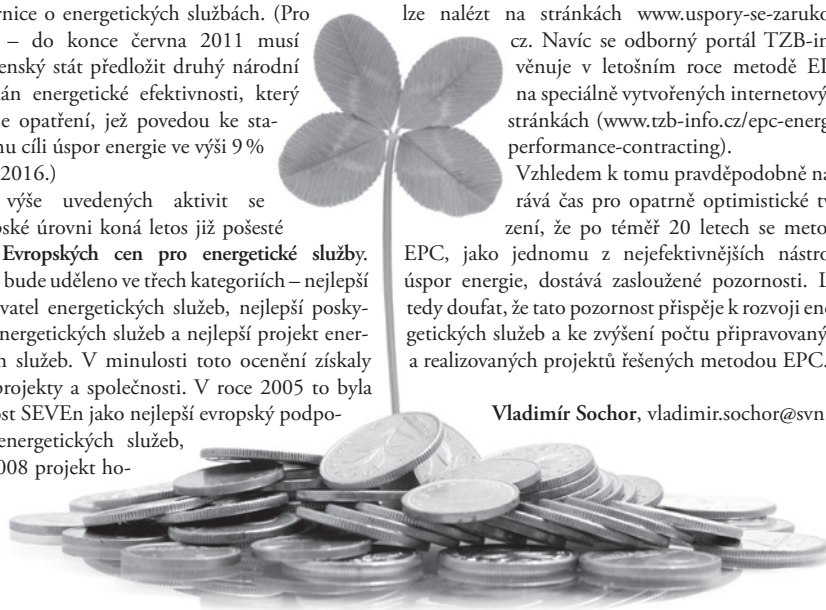 rnice o energetických službách. (Pro
– do konce června 2011 musí
enský stát předložit druhý národní
án energetické efektivnosti, který
e opatření, jež povedou ke sta-
nu cíli úspor energie ve výši 9 %
2016.)
výše uvedených aktivit se
ské úrovni koná letos již pošesté
Evropských cen pro energetické služby.
bude uděleno ve třech kategoriích – nejlepší
vatel energetických služeb, nejlepší posky-
nergetických služeb a nejlepší projekt ener-
h služeb. V minulosti toto ocenění získaly
projekty a společnosti. V roce 2005 to byla
ost SEVEn jako nejlepší evropský podpo-
energetických služeb,
008 projekt ho-
lze nalézt na stránkách www.uspory-se-zaruko
cz. Navíc se odborný portál TZB-in
věnuje v letošním roce metodě EP
na speciálně vytvořených internetový
stránkách (www.tzb-info.cz/epc-energ
performance-contracting).
Vzhledem k tomu pravděpodobně na
rává čas pro opatrně optimistické tv
zení, že po téměř 20 letech se meto
EPC, jako jednomu z nejefektivnějších nástro
úspor energie, dostává zasloužené pozornosti. L
tedy doufat, že tato pozornost přispěje k rozvoji ene
getických služeb a ke zvýšení počtu připravovaný
a realizovaných projektů řešených metodou EPC.
Vladimír Sochor, vladimir.sochor@svn